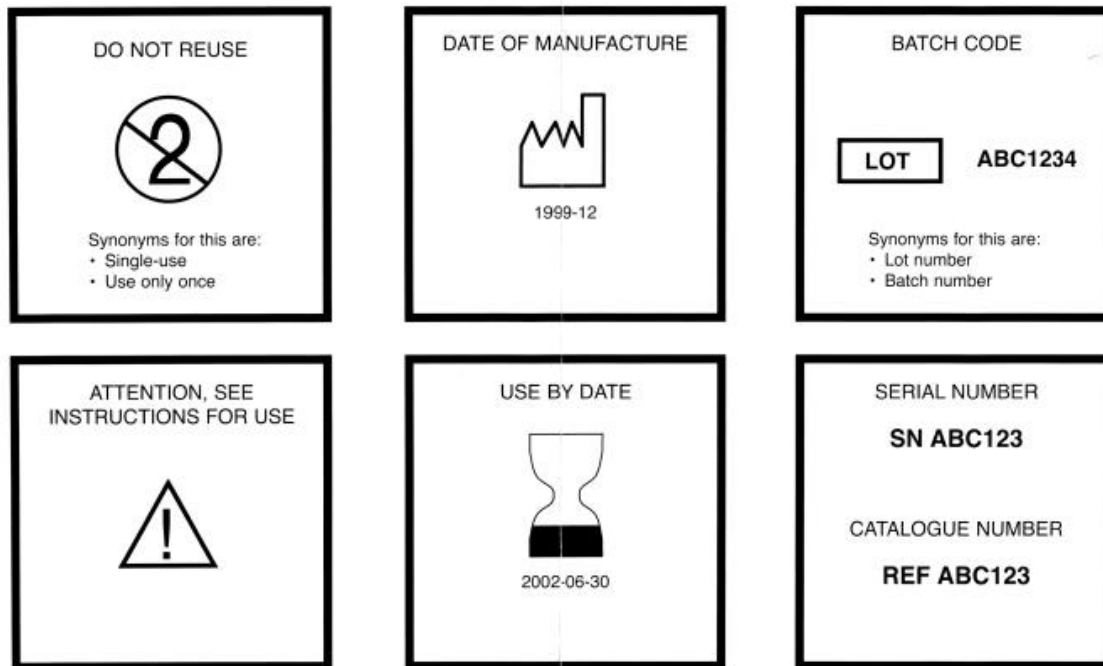 DO NOT REUSE
2
Synonyms for this are:
• Single-use
• Use only once
DATE OF MANUFACTURE
1999-12
BATCH CODE
LOT ABC1234
Synonyms for this are:
• Lot number
• Batch number
ATTENTION, SEE
INSTRUCTIONS FOR USE
!
USE BY DATE
2002-06-30
SERIAL NUMBER
SN ABC123
CATALOGUE NUMBER
REF ABC123